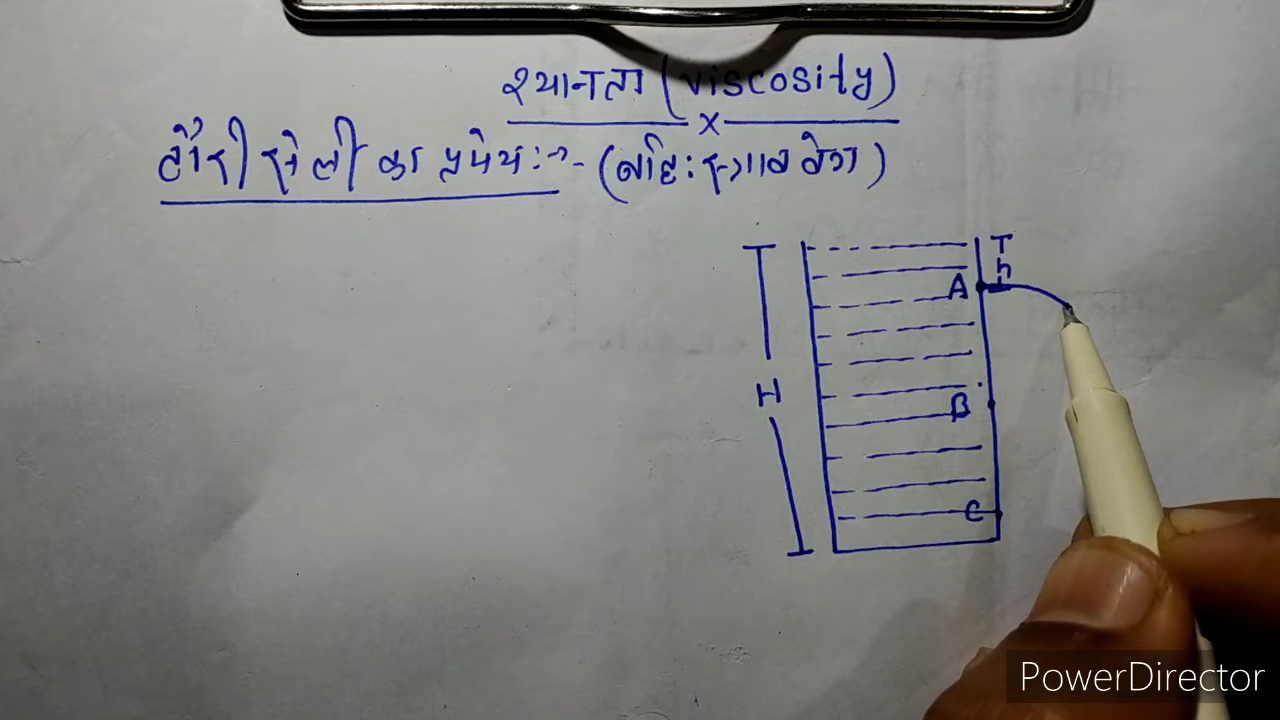 श्यानता (viscosity)
x
टौरी सेली का प्रमेय :-- (बहिःस्त्राव वेग)
T
h
A
H
B
C
PowerDirector